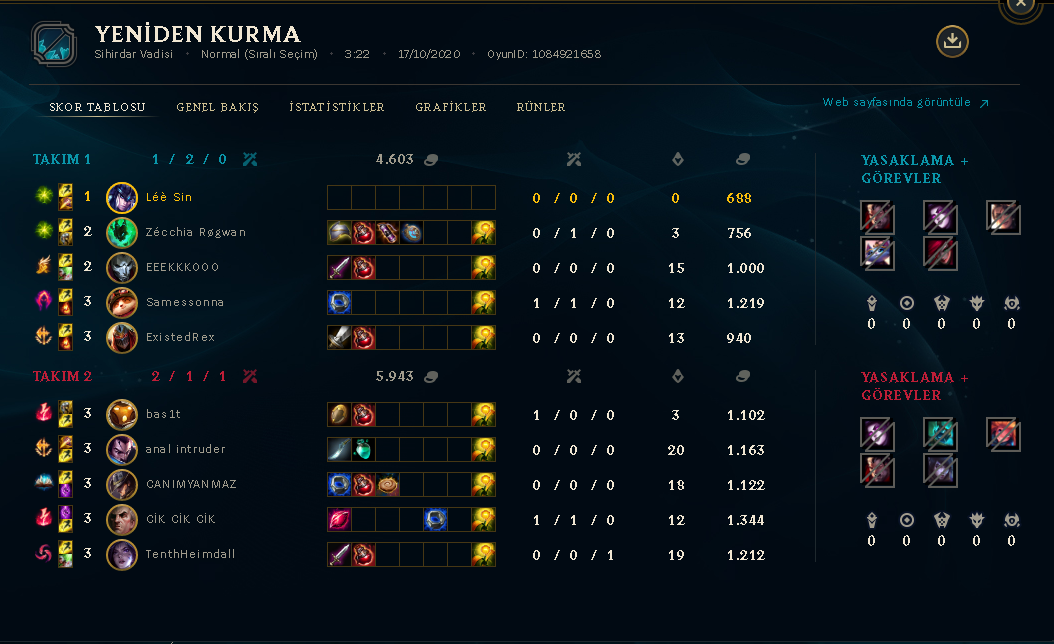 YENİDEN KURMA
Sihirdar Vadisi • Normal (Sıralı Seçim) • 3:22 • 17/10/2020 • OyunID: 1084921658
SKOR TABLOSU GENEL BAKIŞ İSTATİSTİKLER GRAFİKLER RÜNLER
Web sayfasında görüntüle
TAKIM 1 1 / 2 / 0 4.603
YASAKLAMA +
GÖREVLER
1 Léè Sin 0 / 0 / 0 0 688
2 Zécchia Røgwan 0 / 1 / 0 3 756
2 EEEKKKOOO 0 / 0 / 0 15 1.000
3 Samessonna 1 / 1 / 0 12 1.219
3 ExistedRex 0 / 0 / 0 13 940
0 0 0 0 0
TAKIM 2 2 / 1 / 1 5.943
YASAKLAMA +
GÖREVLER
3 bas1t 1 / 0 / 0 3 1.102
3 anal intruder 0 / 0 / 0 20 1.163
3 CANIMYANMAZ 0 / 0 / 0 18 1.122
3 CİK CİK CİK 1 / 1 / 0 12 1.344
3 TenthHeimdall 0 / 0 / 1 19 1.212
0 0 0 0 0